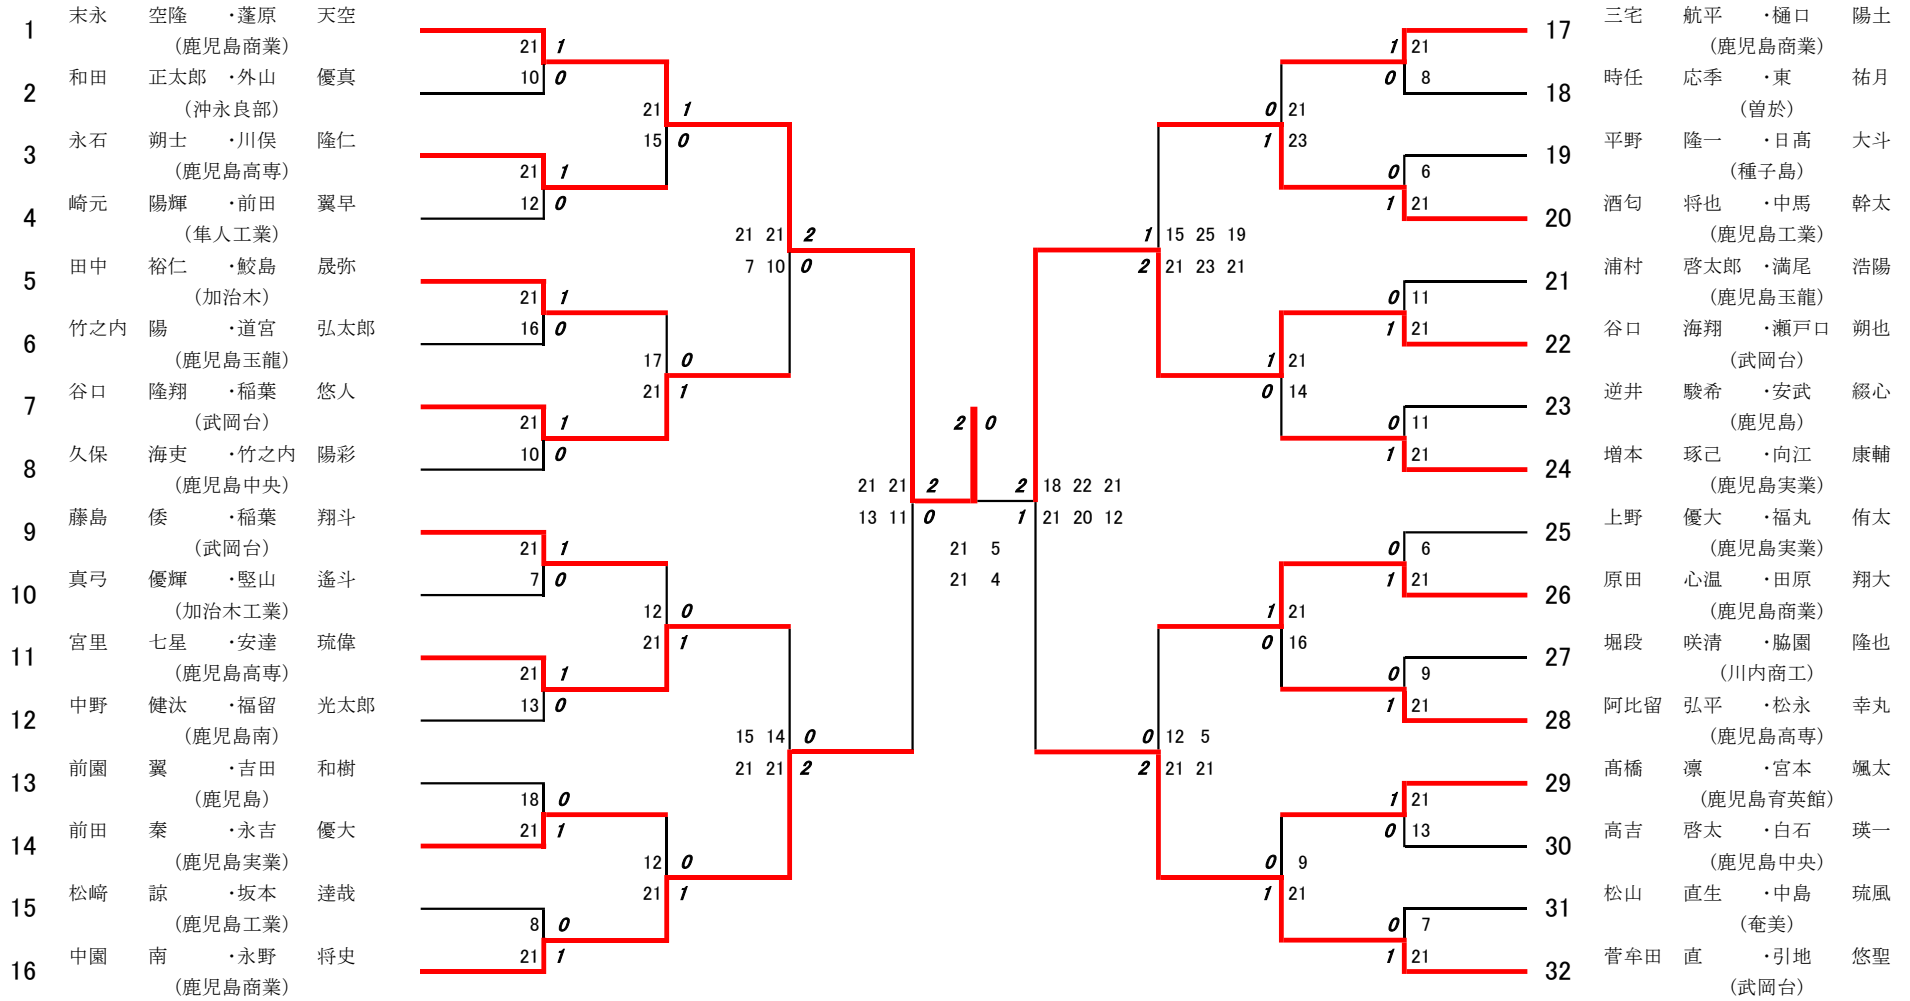 1 末永 空隆 ・蓬原 天空
(鹿児島商業)
2 和田 正太郎 ・外山 優真
(沖永良部)
3 永石 朔士 ・川俣 隆仁
(鹿児島高専)
4 崎元 陽輝 ・前田 翼早
(隼人工業)
5 田中 裕仁 ・鮫島 晟弥
(加治木)
6 竹之内 陽 ・道宮 弘太郎
(鹿児島玉龍)
7 谷口 隆翔 ・稲葉 悠人
(武岡台)
8 久保 海吏 ・竹之内 陽彩
(鹿児島中央)
9 藤島 倭 ・稲葉 翔斗
(武岡台)
10 真弓 優輝 ・竪山 遙斗
(加治木工業)
11 宮里 七星 ・安達 琉偉
(鹿児島高専)
12 中野 健汰 ・福留 光太郎
(鹿児島南)
13 前園 翼 ・吉田 和樹
(鹿児島)
14 前田 秦 ・永吉 優大
(鹿児島実業)
15 松﨑 諒 ・坂本 達哉
(鹿児島工業)
16 中園 南 ・永野 将史
(鹿児島商業)
21 1
10 0
21 1
12 0
21 1
16 0
21 1
10 0
21 1
7 0
21 1
13 0
18 0
21 1
8 0
21 1
21 1
15 0
17 0
21 1
12 0
21 1
12 0
21 1
21 21 2
7 10 0
15 14 0
21 21 2
21 21 2
13 11 0
2 0
21 5
21 4
2 18 22 21
1 21 20 12
1 15 25 19
2 21 23 21
0 12 5
2 21 21
0 21
1 23
1 21
0 14
1 21
0 16
0 9
1 21
1 21
0 8
0 6
1 21
0 11
1 21
0 11
1 21
0 6
1 21
0 9
1 21
1 21
0 13
0 7
1 21
17 三宅 航平 ・樋口 陽土
(鹿児島商業)
18 時任 応季 ・東 祐月
(曽於)
19 平野 隆一 ・日髙 大斗
(種子島)
20 酒匂 将也 ・中馬 幹太
(鹿児島工業)
21 浦村 啓太郎 ・満尾 浩陽
(鹿児島玉龍)
22 谷口 海翔 ・瀬戸口 朔也
(武岡台)
23 逆井 駿希 ・安武 綴心
(鹿児島)
24 増本 琢己 ・向江 康輔
(鹿児島実業)
25 上野 優大 ・福丸 侑太
(鹿児島実業)
26 原田 心温 ・田原 翔大
(鹿児島商業)
27 堀段 咲清 ・脇園 隆也
(川内商工)
28 阿比留 弘平 ・松永 幸丸
(鹿児島高専)
29 髙橋 凛 ・宮本 颯太
(鹿児島育英館)
30 高吉 啓太 ・白石 瑛一
(鹿児島中央)
31 松山 直生 ・中島 琉風
(奄美)
32 菅牟田 直 ・引地 悠聖
(武岡台)